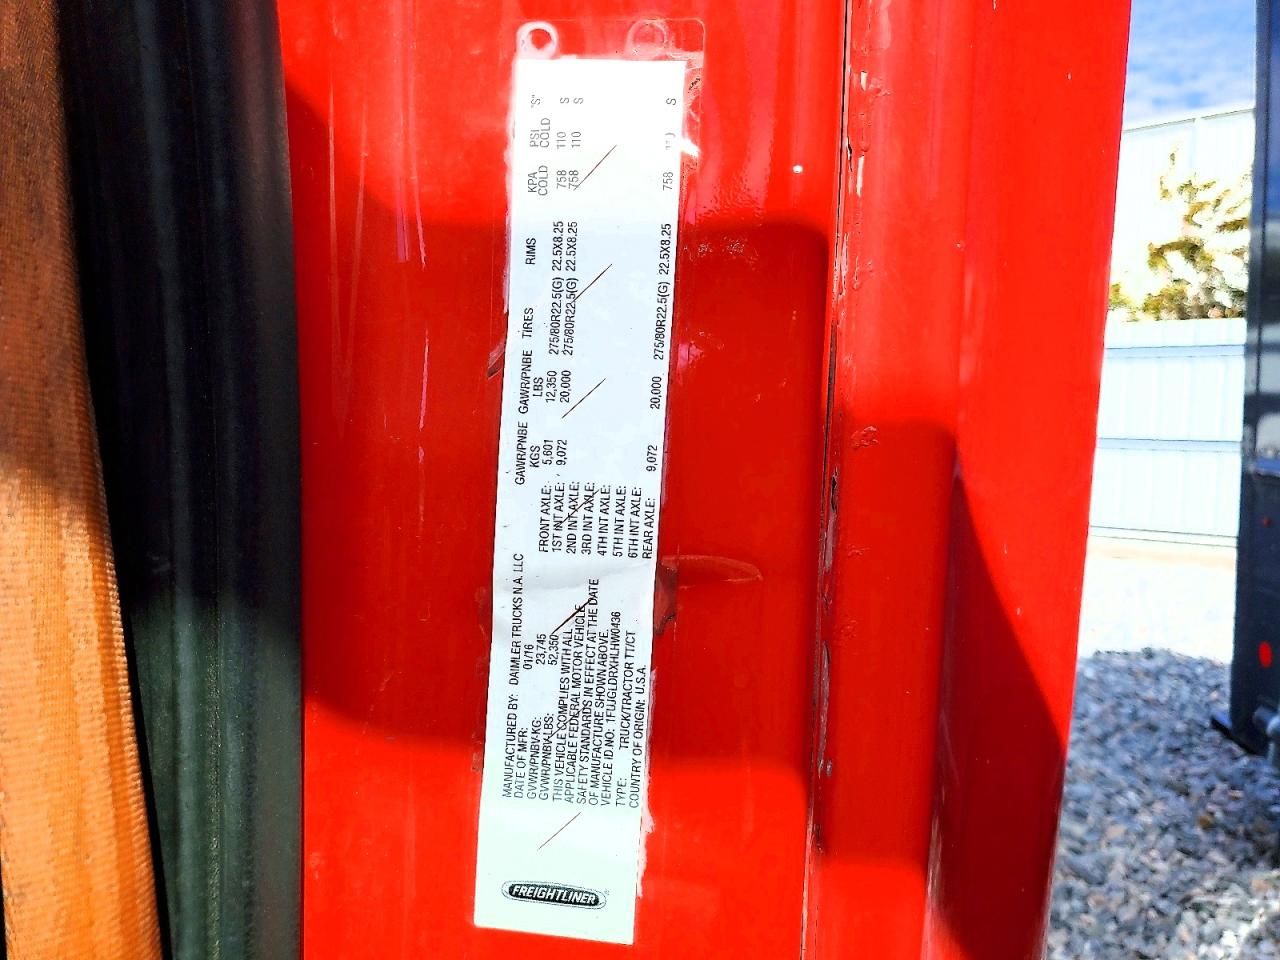 MANUFACTURED BY: DAIMLER TRUCKS N.A. LLC
DATE OF MFR: 01/16
GVWR/PNBV-KG: 23,745
GVWR/PNBV-LBS: 52,350
THIS VEHICLE COMPLIES WITH ALL
APPLICABLE FEDERAL MOTOR VEHICLE
SAFETY STANDARDS IN EFFECT AT THE DATE
OF MANUFACTURE SHOWN ABOVE.
VEHICLE ID.NO: 1FUJGLDRXHLHW0436
TYPE: TRUCK/TRACTOR TT/CT
COUNTRY OF ORIGIN: U.S.A.
GAWR/PNBE GAWR/PNBE TIRES RIMS KPA PSI "S"
KGS LBS COLD COLD
FRONT AXLE: 5,601 12,350 275/80R22.5(G) 22.5X8.25 758 110 S
1ST INT AXLE: 9,072 20,000 275/80R22.5(G) 22.5X8.25 758 110 S
2ND INT AXLE:
3RD INT AXLE:
4TH INT AXLE:
5TH INT AXLE:
6TH INT AXLE:
REAR AXLE: 9,072 20,000 275/80R22.5(G) 22.5X8.25 758 S
FREIGHTLINER